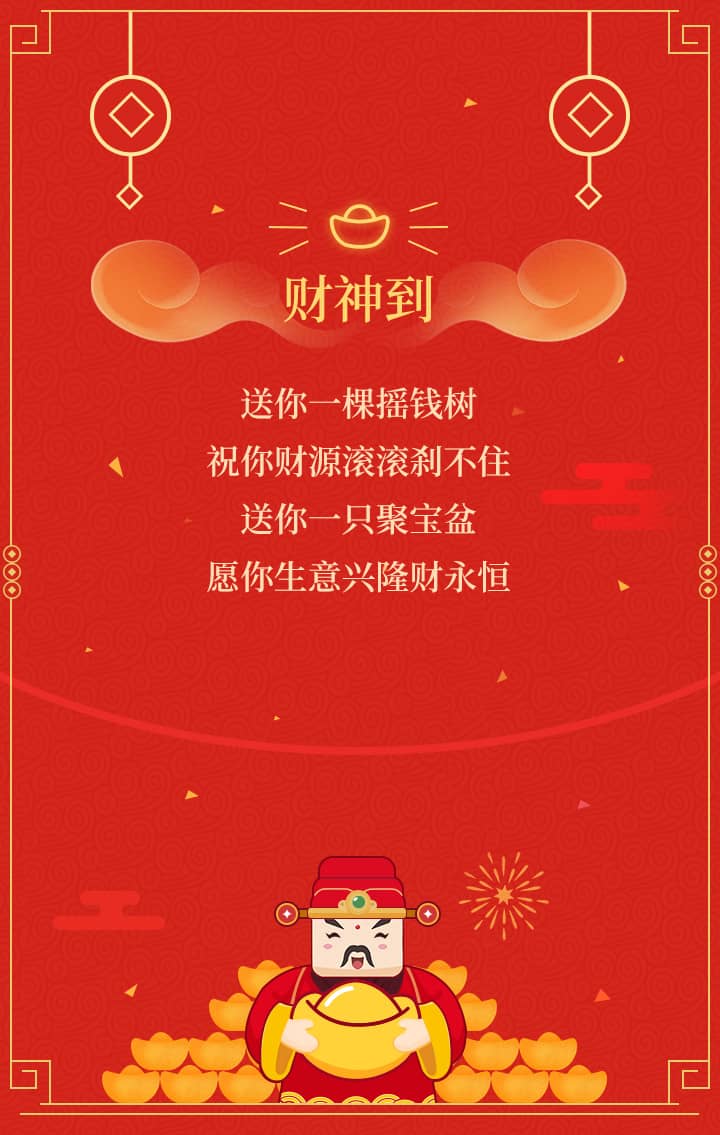 财神到
送你一棵摇钱树
祝你财源滚滚刹不住
送你一只聚宝盆
愿你生意兴隆财永恒